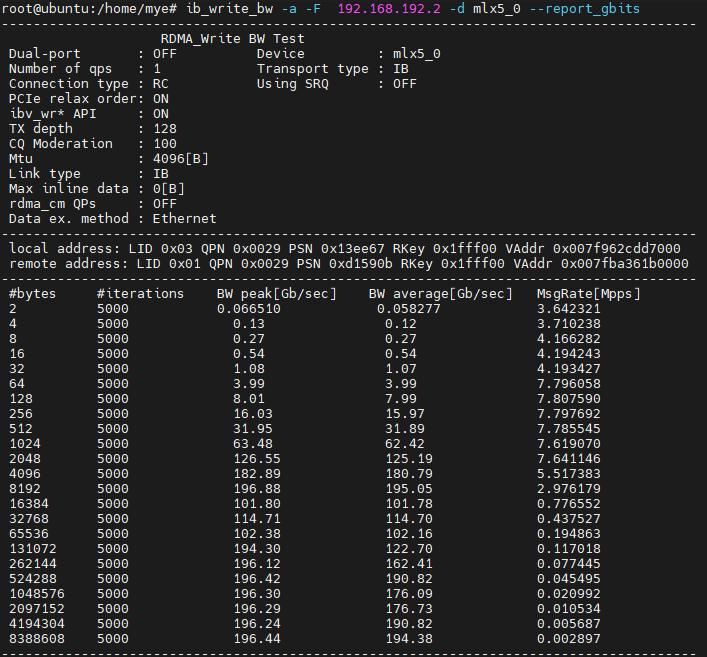 root@ubuntu:/home/mye# ib_write_bw -a -F  192.168.192.2 -d mlx5_0 --report_gbits
---------------------------------------------------------------------------------------
                   RDMA_Write BW Test
 Dual-port       : OFF          Device         : mlx5_0
 Number of qps   : 1            Transport type : IB
 Connection type : RC           Using SRQ      : OFF
 PCIe relax order: ON
 ibv_wr* API     : ON
 TX depth        : 128
 CQ Moderation   : 100
 Mtu             : 4096[B]
 Link type       : IB
 Max inline data : 0[B]
 rdma_cm QPs     : OFF
 Data ex. method : Ethernet
---------------------------------------------------------------------------------------
 local address: LID 0x03 QPN 0x0029 PSN 0x13ee67 RKey 0x1fff00 VAddr 0x007f962cdd7000
 remote address: LID 0x01 QPN 0x0029 PSN 0xd1590b RKey 0x1fff00 VAddr 0x007fba361b0000
---------------------------------------------------------------------------------------
 #bytes     #iterations    BW peak[Gb/sec]    BW average[Gb/sec]   MsgRate[Mpps]
 2          5000           0.066510            0.058277            3.642321
 4          5000             0.13               0.12               3.710238
 8          5000             0.27               0.27               4.166282
 16         5000             0.54               0.54               4.194243
 32         5000             1.08               1.07               4.193427
 64         5000             3.99               3.99               7.796058
 128        5000             8.01               7.99               7.807590
 256        5000             16.03              15.97              7.797692
 512        5000             31.95              31.89              7.785545
 1024       5000             63.48              62.42              7.619070
 2048       5000             126.55             125.19             7.641146
 4096       5000             182.89             180.79             5.517383
 8192       5000             196.88             195.05             2.976179
 16384      5000             101.80             101.78             0.776552
 32768      5000             114.71             114.70             0.437527
 65536      5000             102.38             102.16             0.194863
 131072     5000             194.30             122.70             0.117018
 262144     5000             196.12             162.41             0.077445
 524288     5000             196.42             190.82             0.045495
 1048576    5000             196.30             176.09             0.020992
 2097152    5000             196.29             176.73             0.010534
 4194304    5000             196.24             190.82             0.005687
 8388608    5000             196.44             194.38             0.002897
---------------------------------------------------------------------------------------